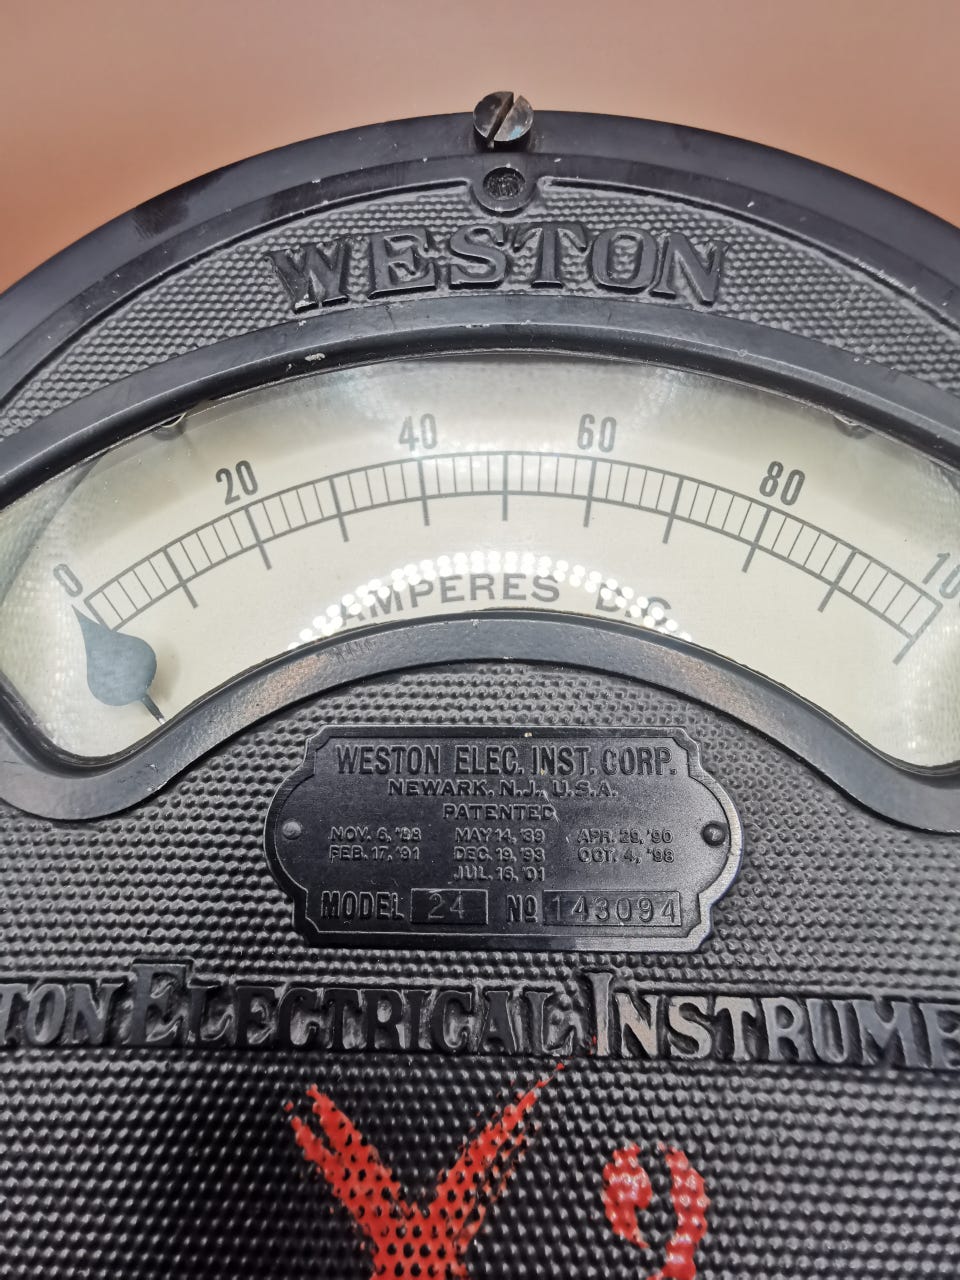 WESTON
0 20 40 60 80 100
AMPERES D.C.
WESTON ELEC. INST. CORP.
NEWARK, N.J., U.S.A.
PATENTED
NOV. 6, '88 MAY 14, '89 APR. 29, '90
FEB. 17, '91 DEC. 19, '93 OCT. 4, '98
JUL. 16, '01
MODEL 24 No 143094
TON ELECTRICAL INSTRUME